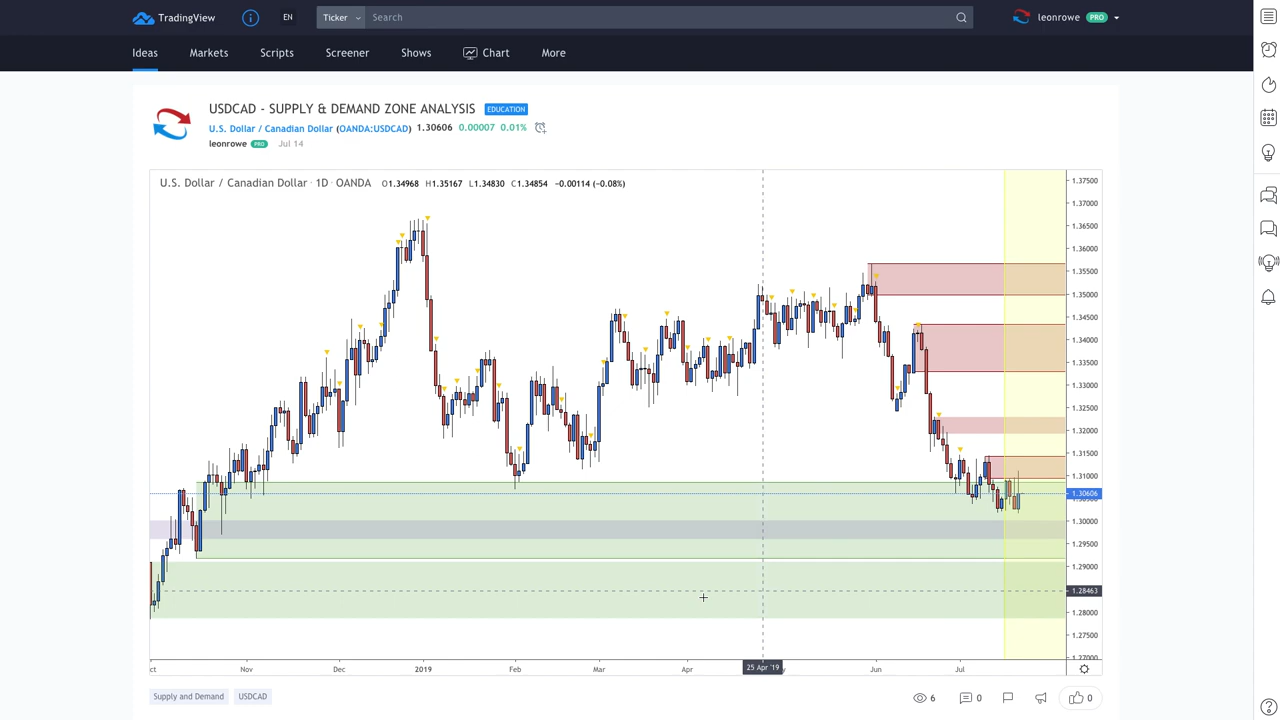 TradingView
EN
Ticker
Search
leonrowe PRO
Ideas
Markets
Scripts
Screener
Shows
Chart
More
USDCAD - SUPPLY & DEMAND ZONE ANALYSIS EDUCATION
U.S. Dollar / Canadian Dollar (OANDA:USDCAD) 1.30606 0.00007 0.01%
leonrowe PRO Jul 14
U.S. Dollar / Canadian Dollar · 1D · OANDA O1.34968 H1.35167 L1.34830 C1.34854 −0.00114 (−0.08%)
1.37500
1.37000
1.36500
1.36000
1.35500
1.35000
1.34500
1.34000
1.33500
1.33000
1.32500
1.32000
1.31500
1.31000
1.30606
1.30000
1.29500
1.29000
1.28463
1.28000
1.27500
1.27000
ct Nov Dec 2019 Feb Mar Apr 25 Apr '19 Jun Jul
Supply and Demand
USDCAD
6
0
0